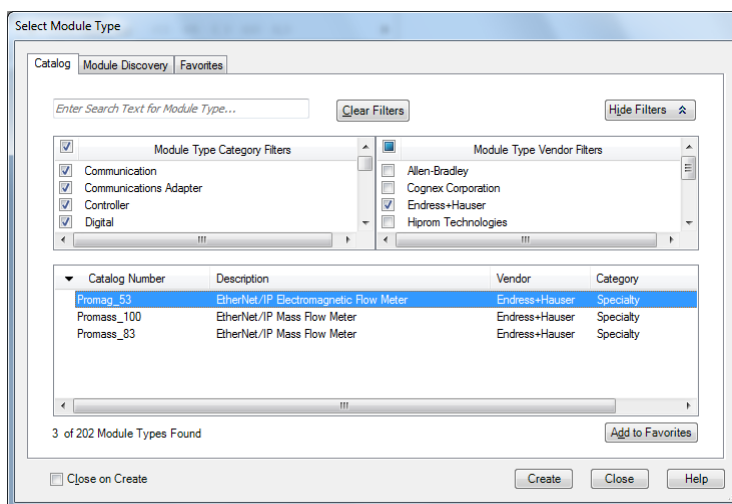 Select Module Type
Catalog Module Discovery Favorites
Enter Search Text for Module Type...
Clear Filters
Hide Filters
Module Type Category Filters
Module Type Vendor Filters
Communication
Communications Adapter
Controller
Digital
Allen-Bradley
Cognex Corporation
Endress+Hauser
Hiprom Technologies
Catalog Number Description Vendor Category
Promag_53 EtherNet/IP Electromagnetic Flow Meter Endress+Hauser Specialty
Promass_100 EtherNet/IP Mass Flow Meter Endress+Hauser Specialty
Promass_83 EtherNet/IP Mass Flow Meter Endress+Hauser Specialty
3 of 202 Module Types Found
Add to Favorites
Close on Create
Create Close Help